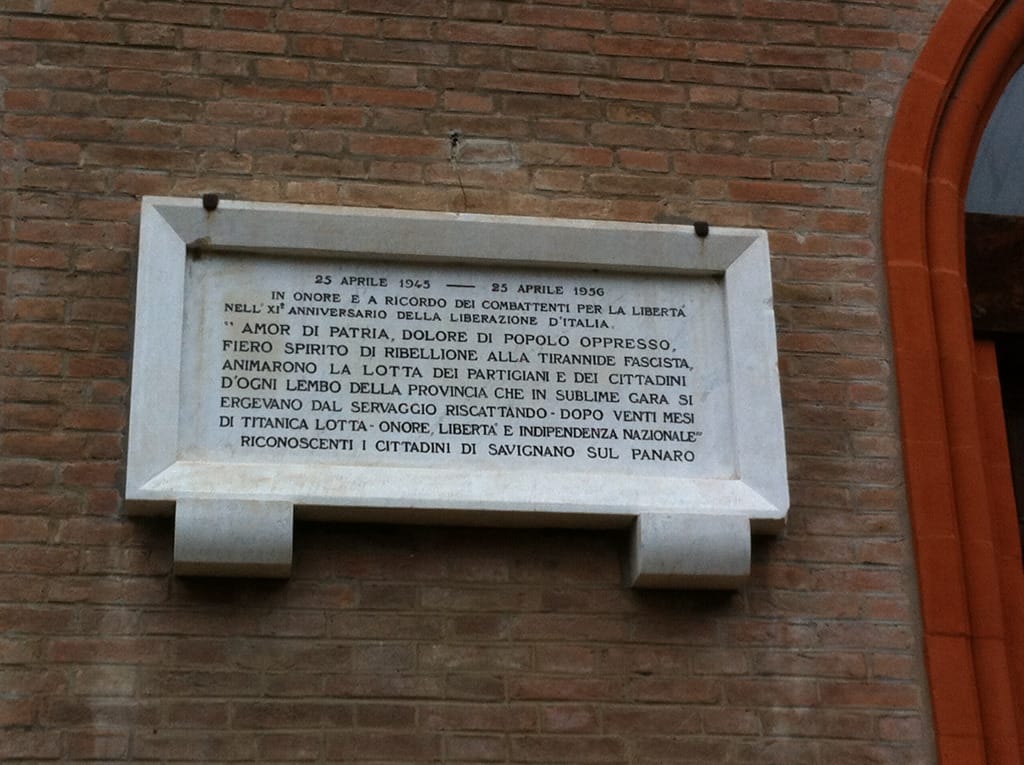 25 APRILE 1945 — 25 APRILE 1956
IN ONORE E A RICORDO DEI COMBATTENTI PER LA LIBERTA'
NELL' XI° ANNIVERSARIO DELLA LIBERAZIONE D'ITALIA.
" AMOR DI PATRIA, DOLORE DI POPOLO OPPRESSO,
FIERO SPIRITO DI RIBELLIONE ALLA TIRANNIDE FASCISTA,
ANIMARONO LA LOTTA DEI PARTIGIANI E DEI CITTADINI
D'OGNI LEMBO DELLA PROVINCIA CHE IN SUBLIME GARA SI
ERGEVANO DAL SERVAGGIO RISCATTANDO - DOPO VENTI MESI
DI TITANICA LOTTA - ONORE, LIBERTA' E INDIPENDENZA NAZIONALE"
RICONOSCENTI I CITTADINI DI SAVIGNANO SUL PANARO